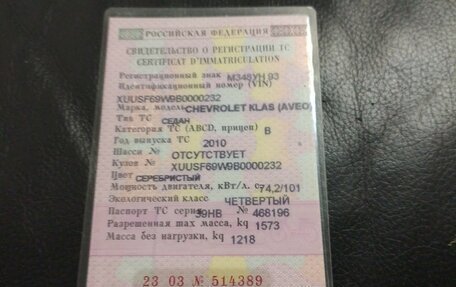 РОССИЙСКАЯ ФЕДЕРАЦИЯ
СВИДЕТЕЛЬСТВО О РЕГИСТРАЦИИ ТС
CERTIFICAT D'IMMATRICULATION
Регистрационный знак М348УН 93
Идентификационный номер (VIN)
XUUSF69W9B0000232
Марка, модель CHEVROLET KLAS (AVEO)
Тип ТС СЕДАН
Категория ТС (ABCD, прицеп) B
Год выпуска ТС 2010
Шасси № ОТСУТСТВУЕТ
Кузов № XUUSF69W9B0000232
Цвет СЕРЕБРИСТЫЙ
Мощность двигателя, кВт/л. с. 74,2/101
Экологический класс ЧЕТВЕРТЫЙ
Паспорт ТС серия 39НВ № 468196
Разрешенная max масса, kg 1573
Масса без нагрузки, kg 1218
23 03 № 514389